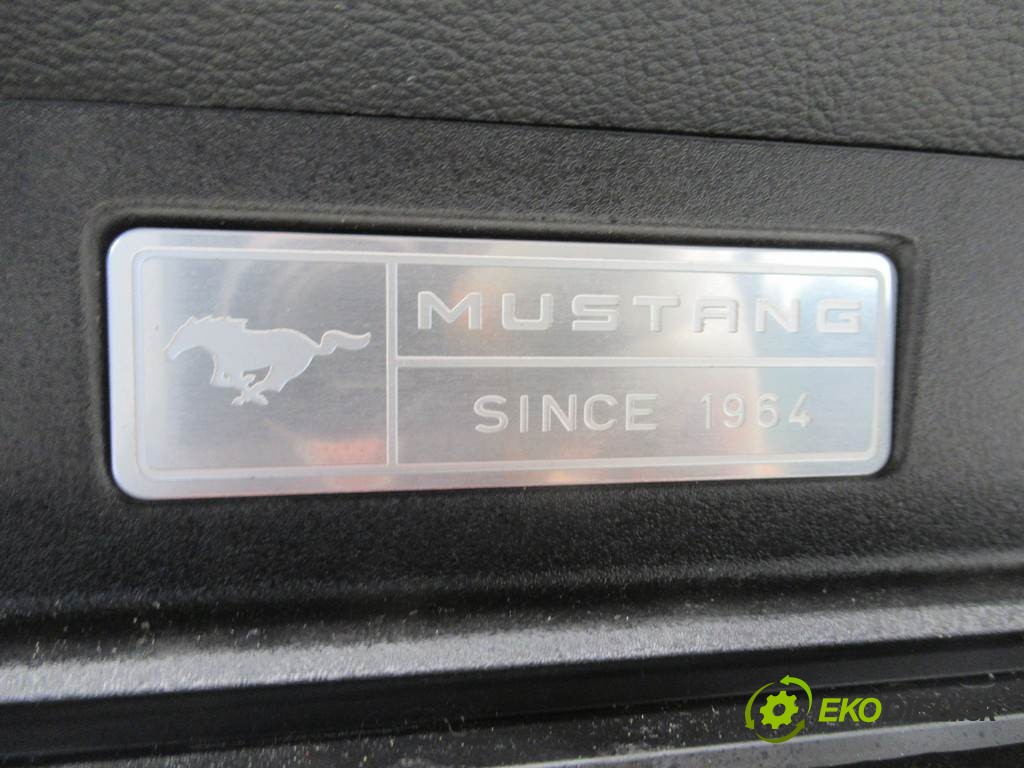 MUSTANG
SINCE 1964
EKO